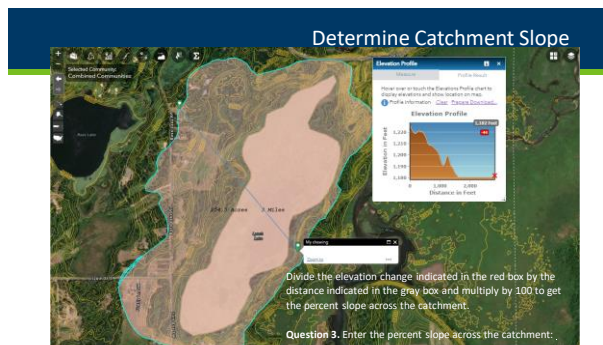 Determine Catchment Slope
Selected Community:
Combined Communities
Elevation Profile
Measure
Profile Result
Hover over or touch the Elevations Profile chart to
display elevations and show location on map.
Profile Information Clear Prepare Download...
Elevation Profile
Elevation in Feet
1,220
1,210
1,200
1,190
1,180
0
1,000
2,000
Distance in Feet
Acres
Miles
Lake
My drawing
Divide the elevation change indicated in the red box by the
distance indicated in the gray box and multiply by 100 to get
the percent slope across the catchment.
Question 3. Enter the percent slope across the catchment: